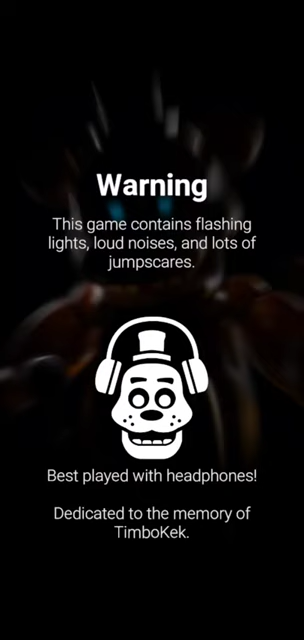 Warning
This game contains flashing
lights, loud noises, and lots of
jumpscares.
Best played with headphones!
Dedicated to the memory of
TimboKek.